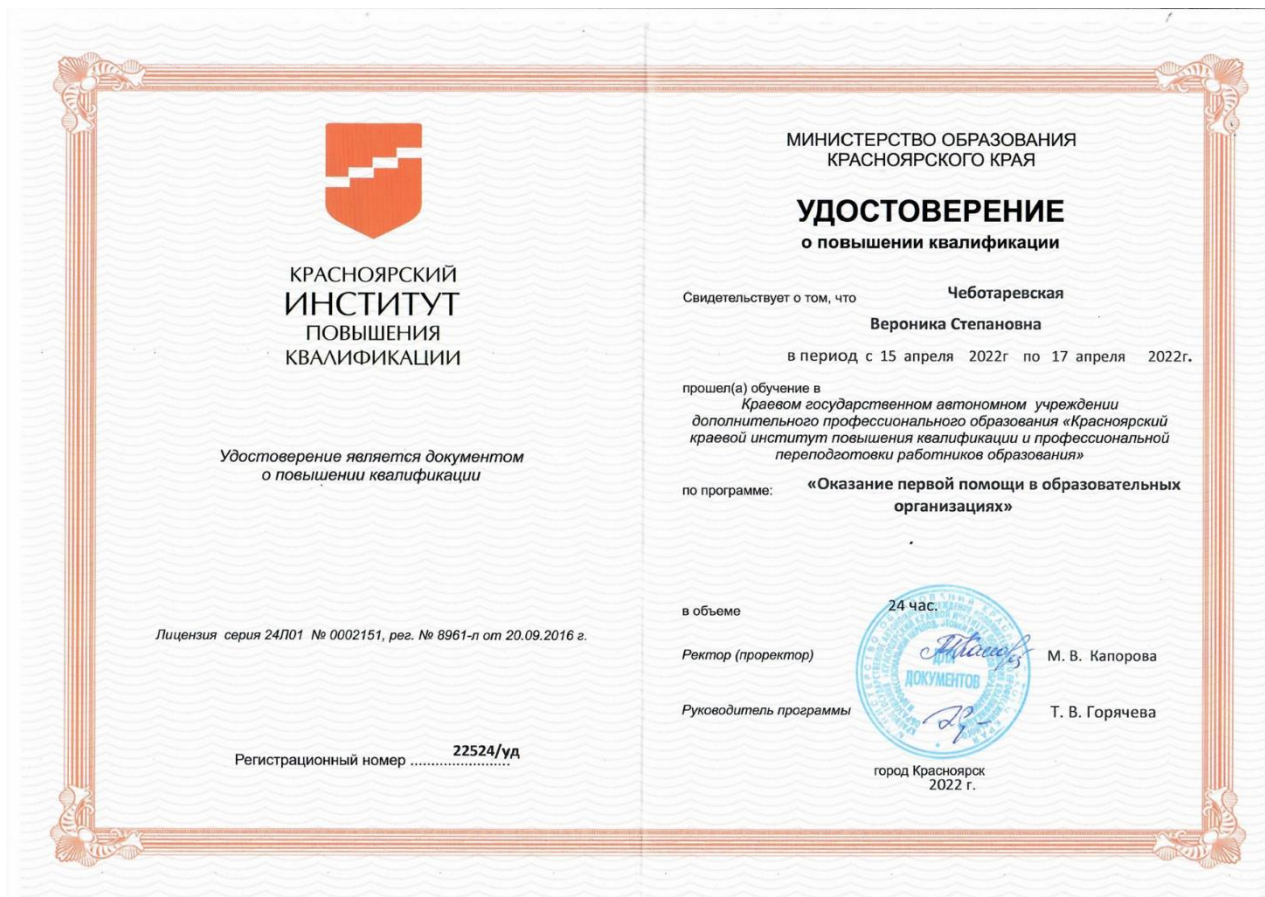 КРАСНОЯРСКИЙ
ИНСТИТУТ
ПОВЫШЕНИЯ
КВАЛИФИКАЦИИ
Удостоверение является документом
о повышении квалификации
Лицензия серия 24Л01 № 0002151, рег. № 8961-л от 20.09.2016 г.
Регистрационный номер ........................ 22524/уд
МИНИСТЕРСТВО ОБРАЗОВАНИЯ
КРАСНОЯРСКОГО КРАЯ
УДОСТОВЕРЕНИЕ
о повышении квалификации
Свидетельствует о том, что Чеботаревская
Вероника Степановна
в период с 15 апреля 2022г по 17 апреля 2022г.
прошел(а) обучение в
Краевом государственном автономном учреждении
дополнительного профессионального образования «Красноярский
краевой институт повышения квалификации и профессиональной
переподготовки работников образования»
по программе: «Оказание первой помощи в образовательных
организациях»
в объеме 24 час.
Ректор (проректор) М. В. Капорова
ДЛЯ
ДОКУМЕНТОВ
Руководитель программы Т. В. Горячева
город Красноярск
2022 г.